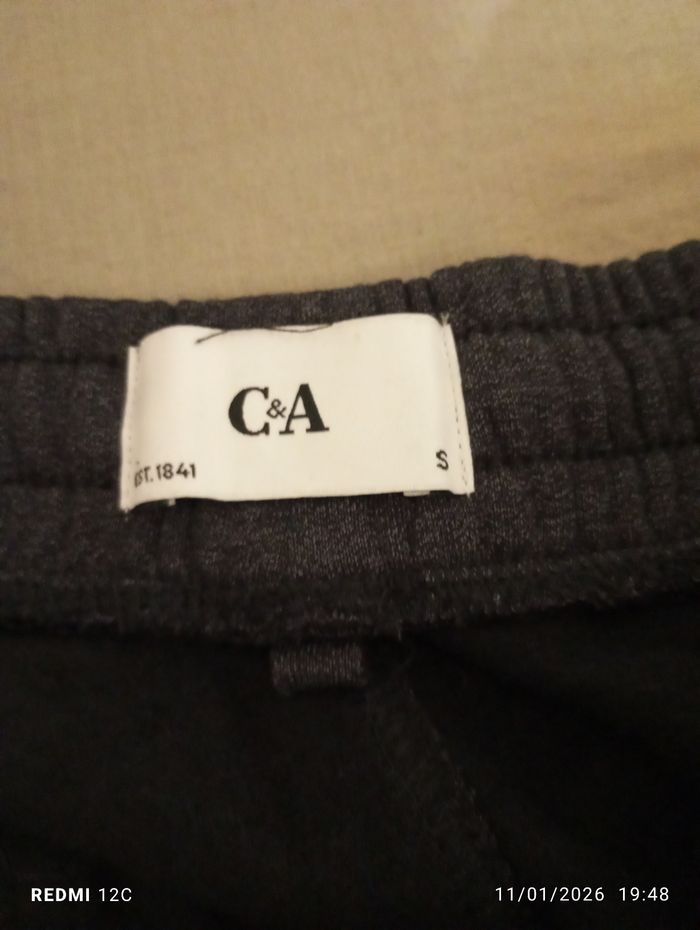 C&A
EST. 1841
S
REDMI 12C
11/01/2026 19:48